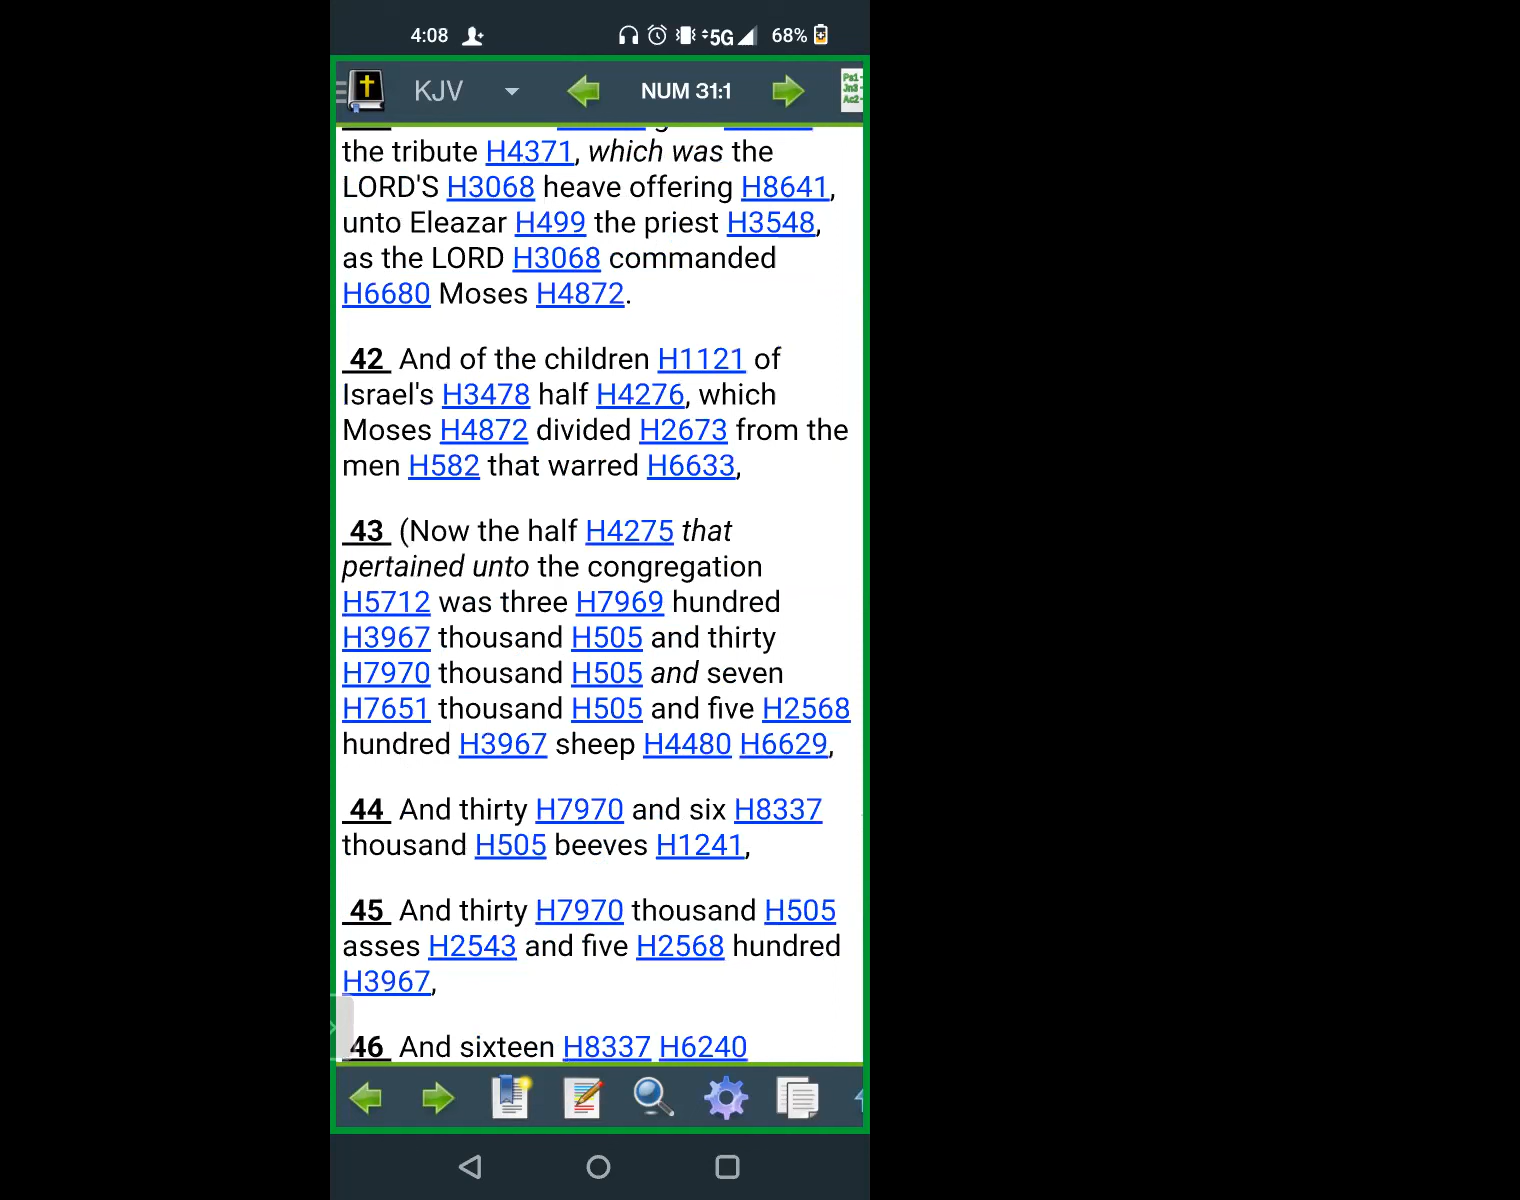 4:08 5G 68%
KJV NUM 31:1 Ps1-
Jn3-
Ac2-
the tribute H4371, which was the
LORD'S H3068 heave offering H8641,
unto Eleazar H499 the priest H3548,
as the LORD H3068 commanded
H6680 Moses H4872.
42 And of the children H1121 of
Israel's H3478 half H4276, which
Moses H4872 divided H2673 from the
men H582 that warred H6633,
43 (Now the half H4275 that
pertained unto the congregation
H5712 was three H7969 hundred
H3967 thousand H505 and thirty
H7970 thousand H505 and seven
H7651 thousand H505 and five H2568
hundred H3967 sheep H4480 H6629,
44 And thirty H7970 and six H8337
thousand H505 beeves H1241,
45 And thirty H7970 thousand H505
asses H2543 and five H2568 hundred
H3967,
46 And sixteen H8337 H6240